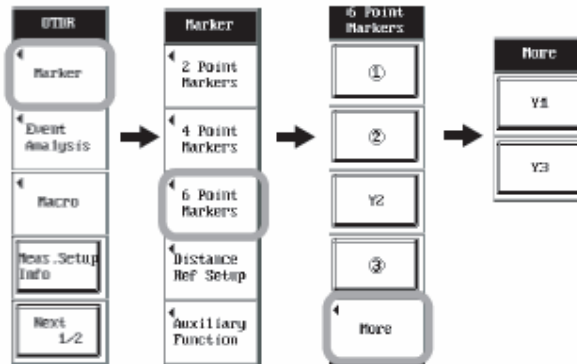 OTDR
Marker
Event
Analysis
Macro
Meas.Setup
Info
Next
1/2
Marker
2 Point
Markers
4 Point
Markers
6 Point
Markers
Distance
Ref Setup
Auxiliary
Function
6 Point
Markers
①
②
Y2
③
More
More
Y1
Y3